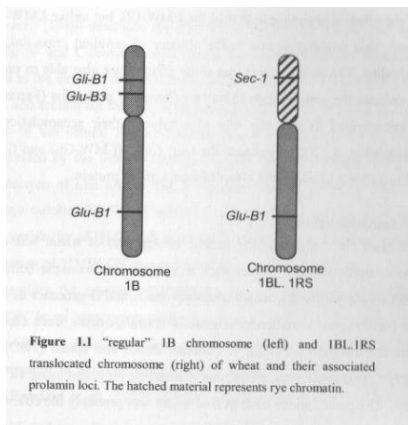 Gli-B1
Glu-B3
Glu-B1
Chromosome
1B
Sec-1
Glu-B1
Chromosome
1BL. 1RS
Figure 1.1 “regular” 1B chromosome (left) and 1BL.1RS
translocated chromosome (right) of wheat and their associated
prolamin loci. The hatched material represents rye chromatin.